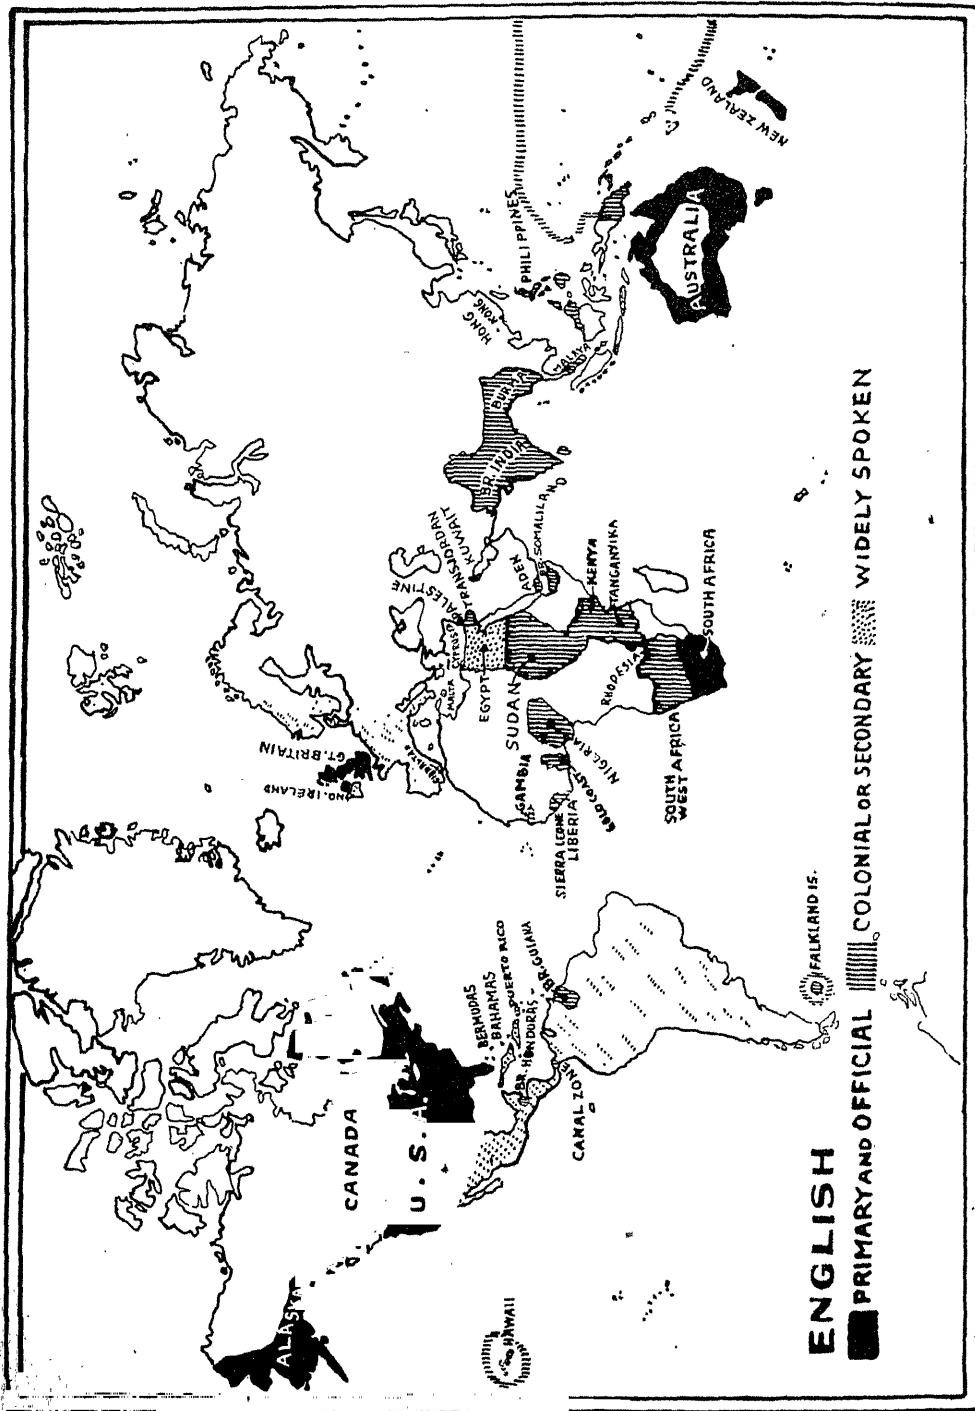 ALASKA
CANADA
U. S. A.
HAWAII
BERMUDAS
BAHAMAS
PUERTO RICO
BR. HONDURAS
BR. GUIANA
CANAL ZONE
FALKLAND IS.
GT. BRITAIN
NO. IRELAND
GIBRALTAR
MALTA
CYPRUS
PALESTINE
TRANSJORDAN
KUWAIT
EGYPT
SUDAN
ADEN
BR. SOMALILAND
KENYA
TANGANYIKA
RHODESIA
SOUTH AFRICA
SOUTH
WEST AFRICA
GAMBIA
SIERRA LEONE
LIBERIA
GOLD COAST
NIGERIA
BR. INDIA
BURMA
HONG
KONG
MALAYA
PHILIPPINES
AUSTRALIA
NEW ZEALAND
ENGLISH
PRIMARY AND OFFICIAL COLONIAL OR SECONDARY WIDELY SPOKEN